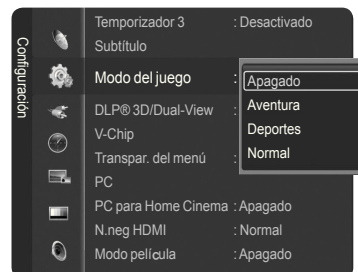 Configuración
Temporizador 3 : Desactivado
Subtítulo
Modo del juego :
Apagado
Aventura
Deportes
Normal
DLP® 3D/Dual-View :
V-Chip
Transpar. del menú :
PC
PC para Home Cinema : Apagado
N.neg HDMI : Normal
Modo película : Apagado